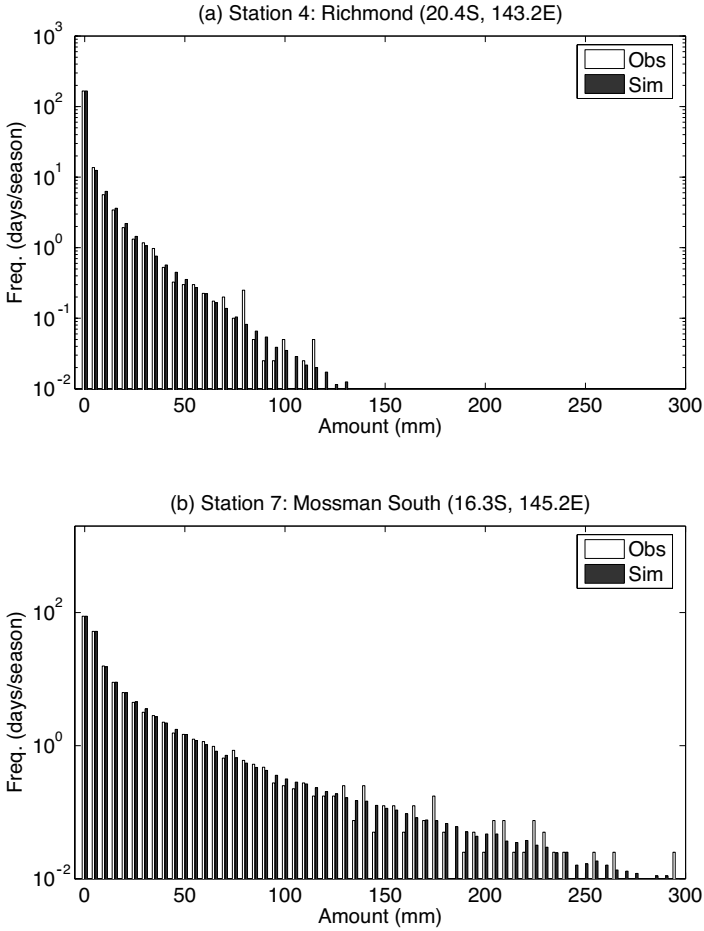 (a) Station 4: Richmond (20.4S, 143.2E)
10^3
Obs
Sim
10^2
10^1
10^0
10^-1
10^-2
Freq. (days/season)
0 50 100 150 200 250 300
Amount (mm)
(b) Station 7: Mossman South (16.3S, 145.2E)
Obs
Sim
10^2
10^0
10^-2
Freq. (days/season)
0 50 100 150 200 250 300
Amount (mm)